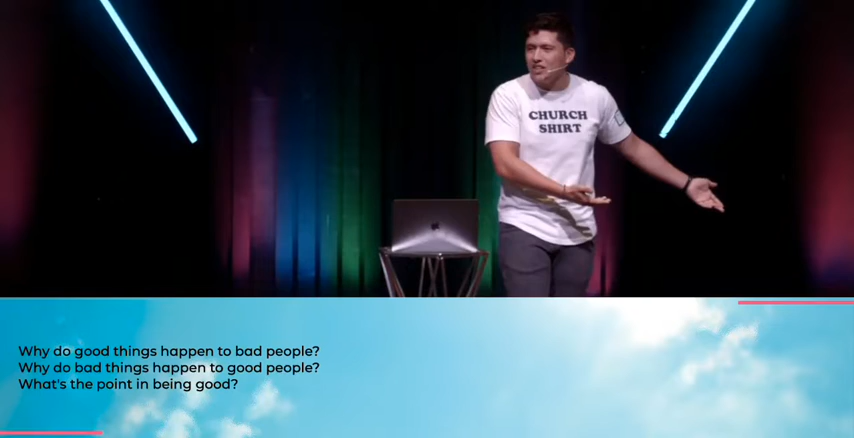 CHURCH
SHIRT
Why do good things happen to bad people?
Why do bad things happen to good people?
What's the point in being good?